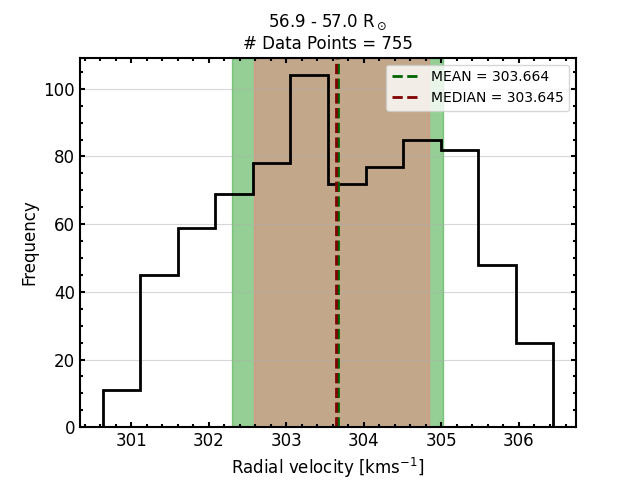 56.9 - 57.0 R⊙
# Data Points = 755
MEAN = 303.664
MEDIAN = 303.645
Frequency
100
80
60
40
20
0
301 302 303 304 305 306
Radial velocity [kms⁻¹]